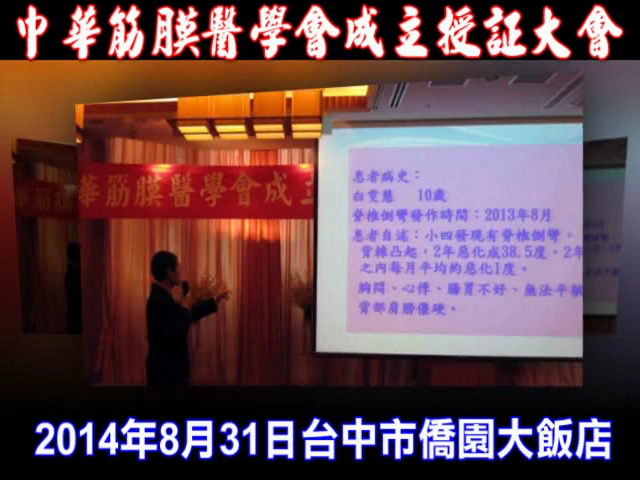 中華筋膜醫學會成立授証大會
華筋膜醫學會成立
患者病史：
10歲
脊椎側彎發作時間：2013年8月
患者自述：小四發現有脊椎側彎。
背棘凸起，2年惡化成38.5度。2年
之內每月平均約惡化1度。
胸悶、心悸、腸胃不好、無法平躺
背部肩膀僵硬。
2014年8月31日台中市僑園大飯店